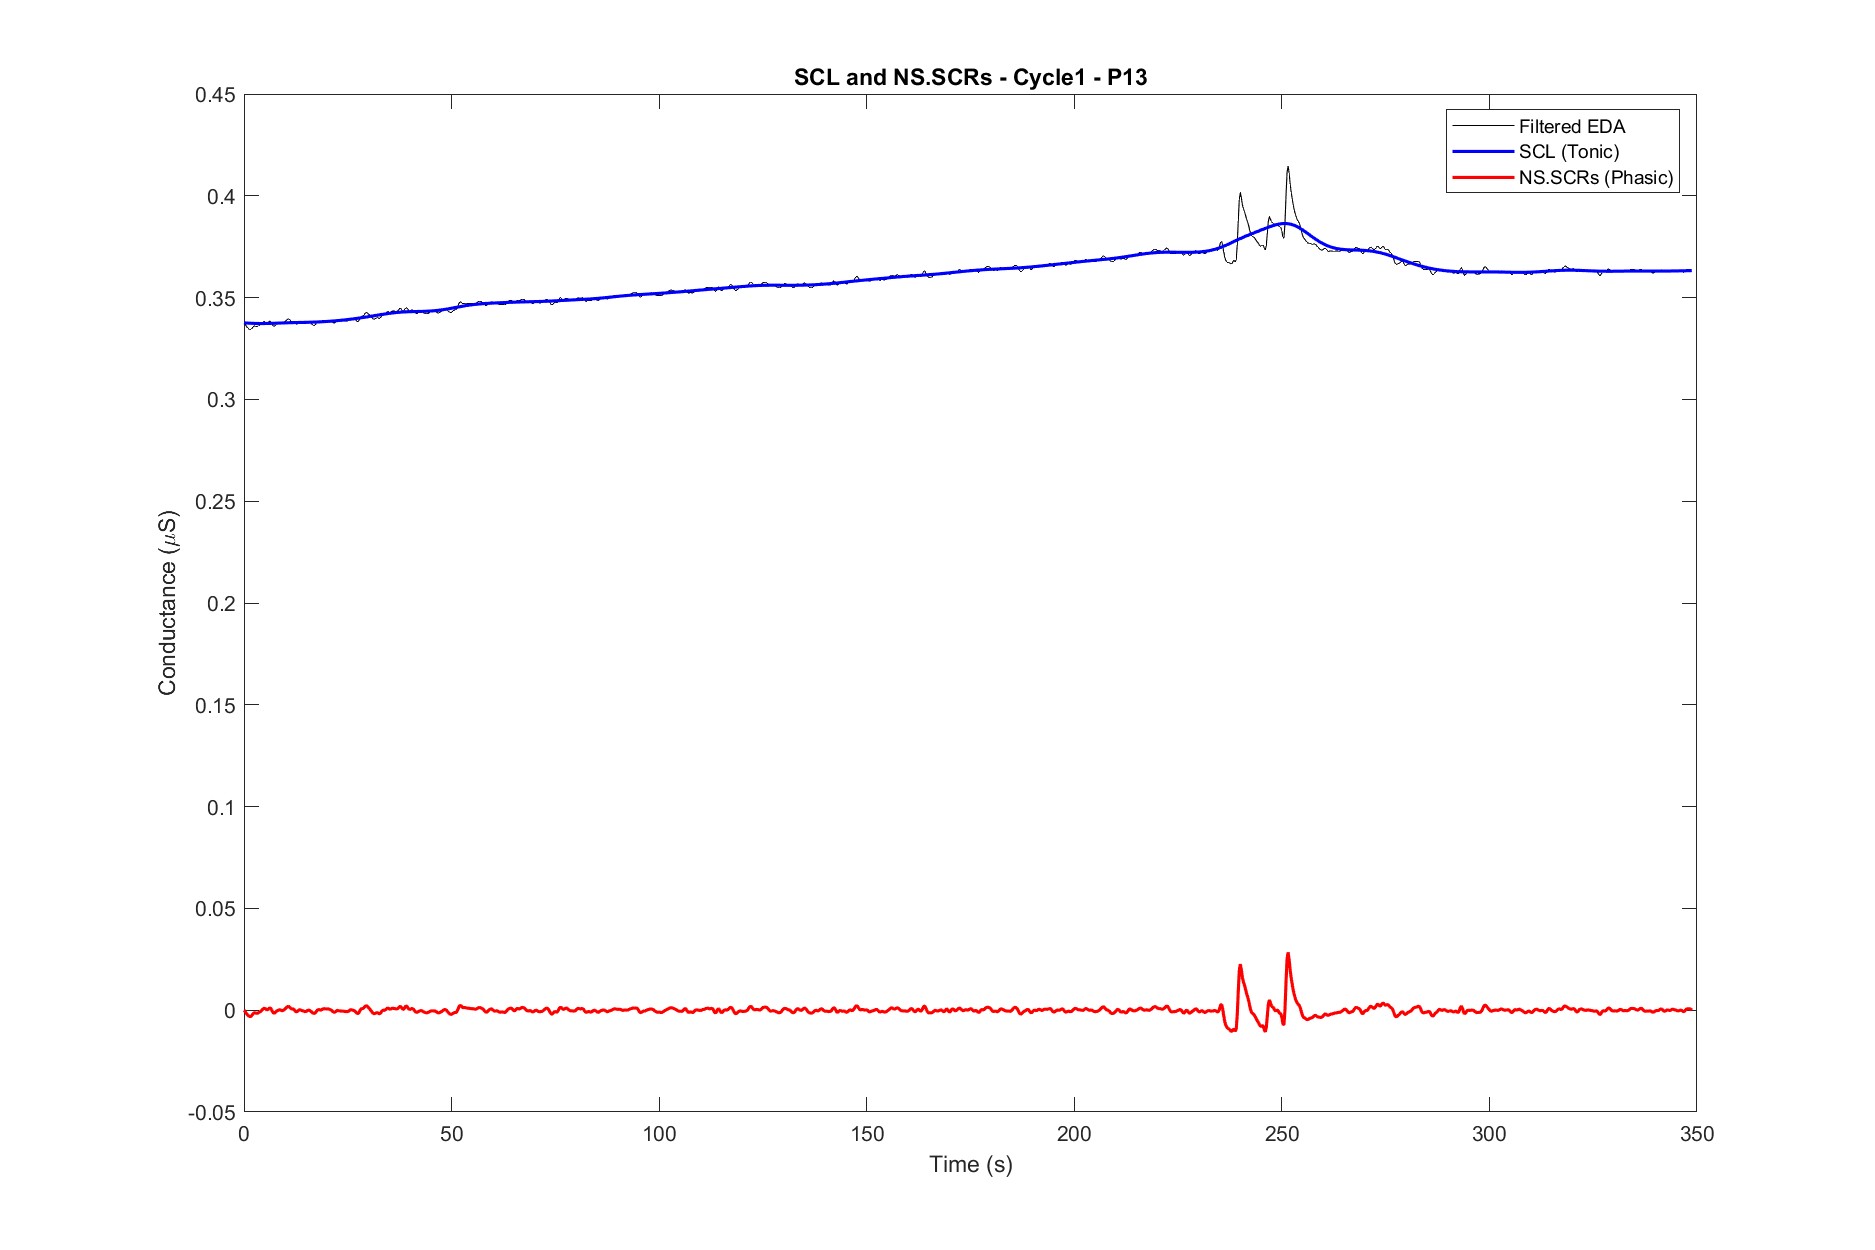 SCL and NS.SCRs - Cycle1 - P13
Filtered EDA
SCL (Tonic)
NS.SCRs (Phasic)
0.45
0.4
0.35
0.3
0.25
0.2
0.15
0.1
0.05
0
-0.05
Conductance (μS)
0 50 100 150 200 250 300 350
Time (s)